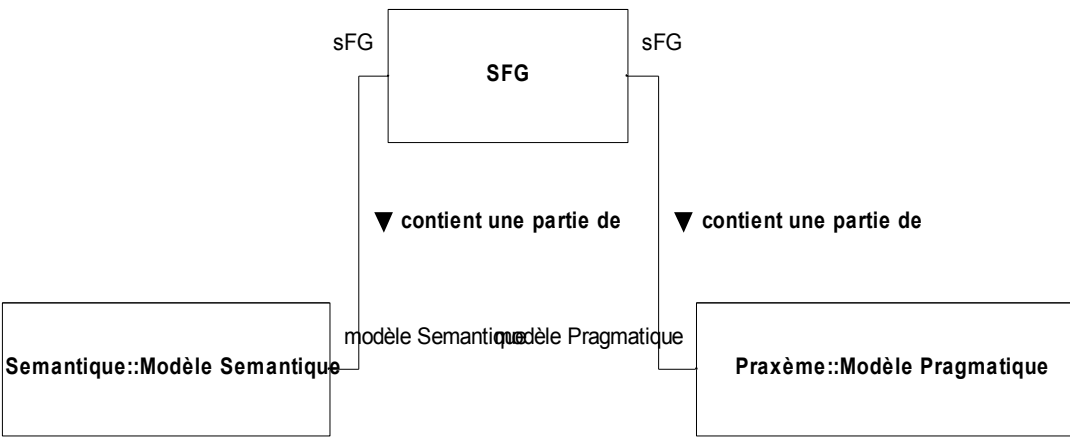 sFG
SFG
sFG
▼ contient une partie de
▼ contient une partie de
modèle Semantique
modèle Pragmatique
Semantique::Modèle Semantique
Praxème::Modèle Pragmatique